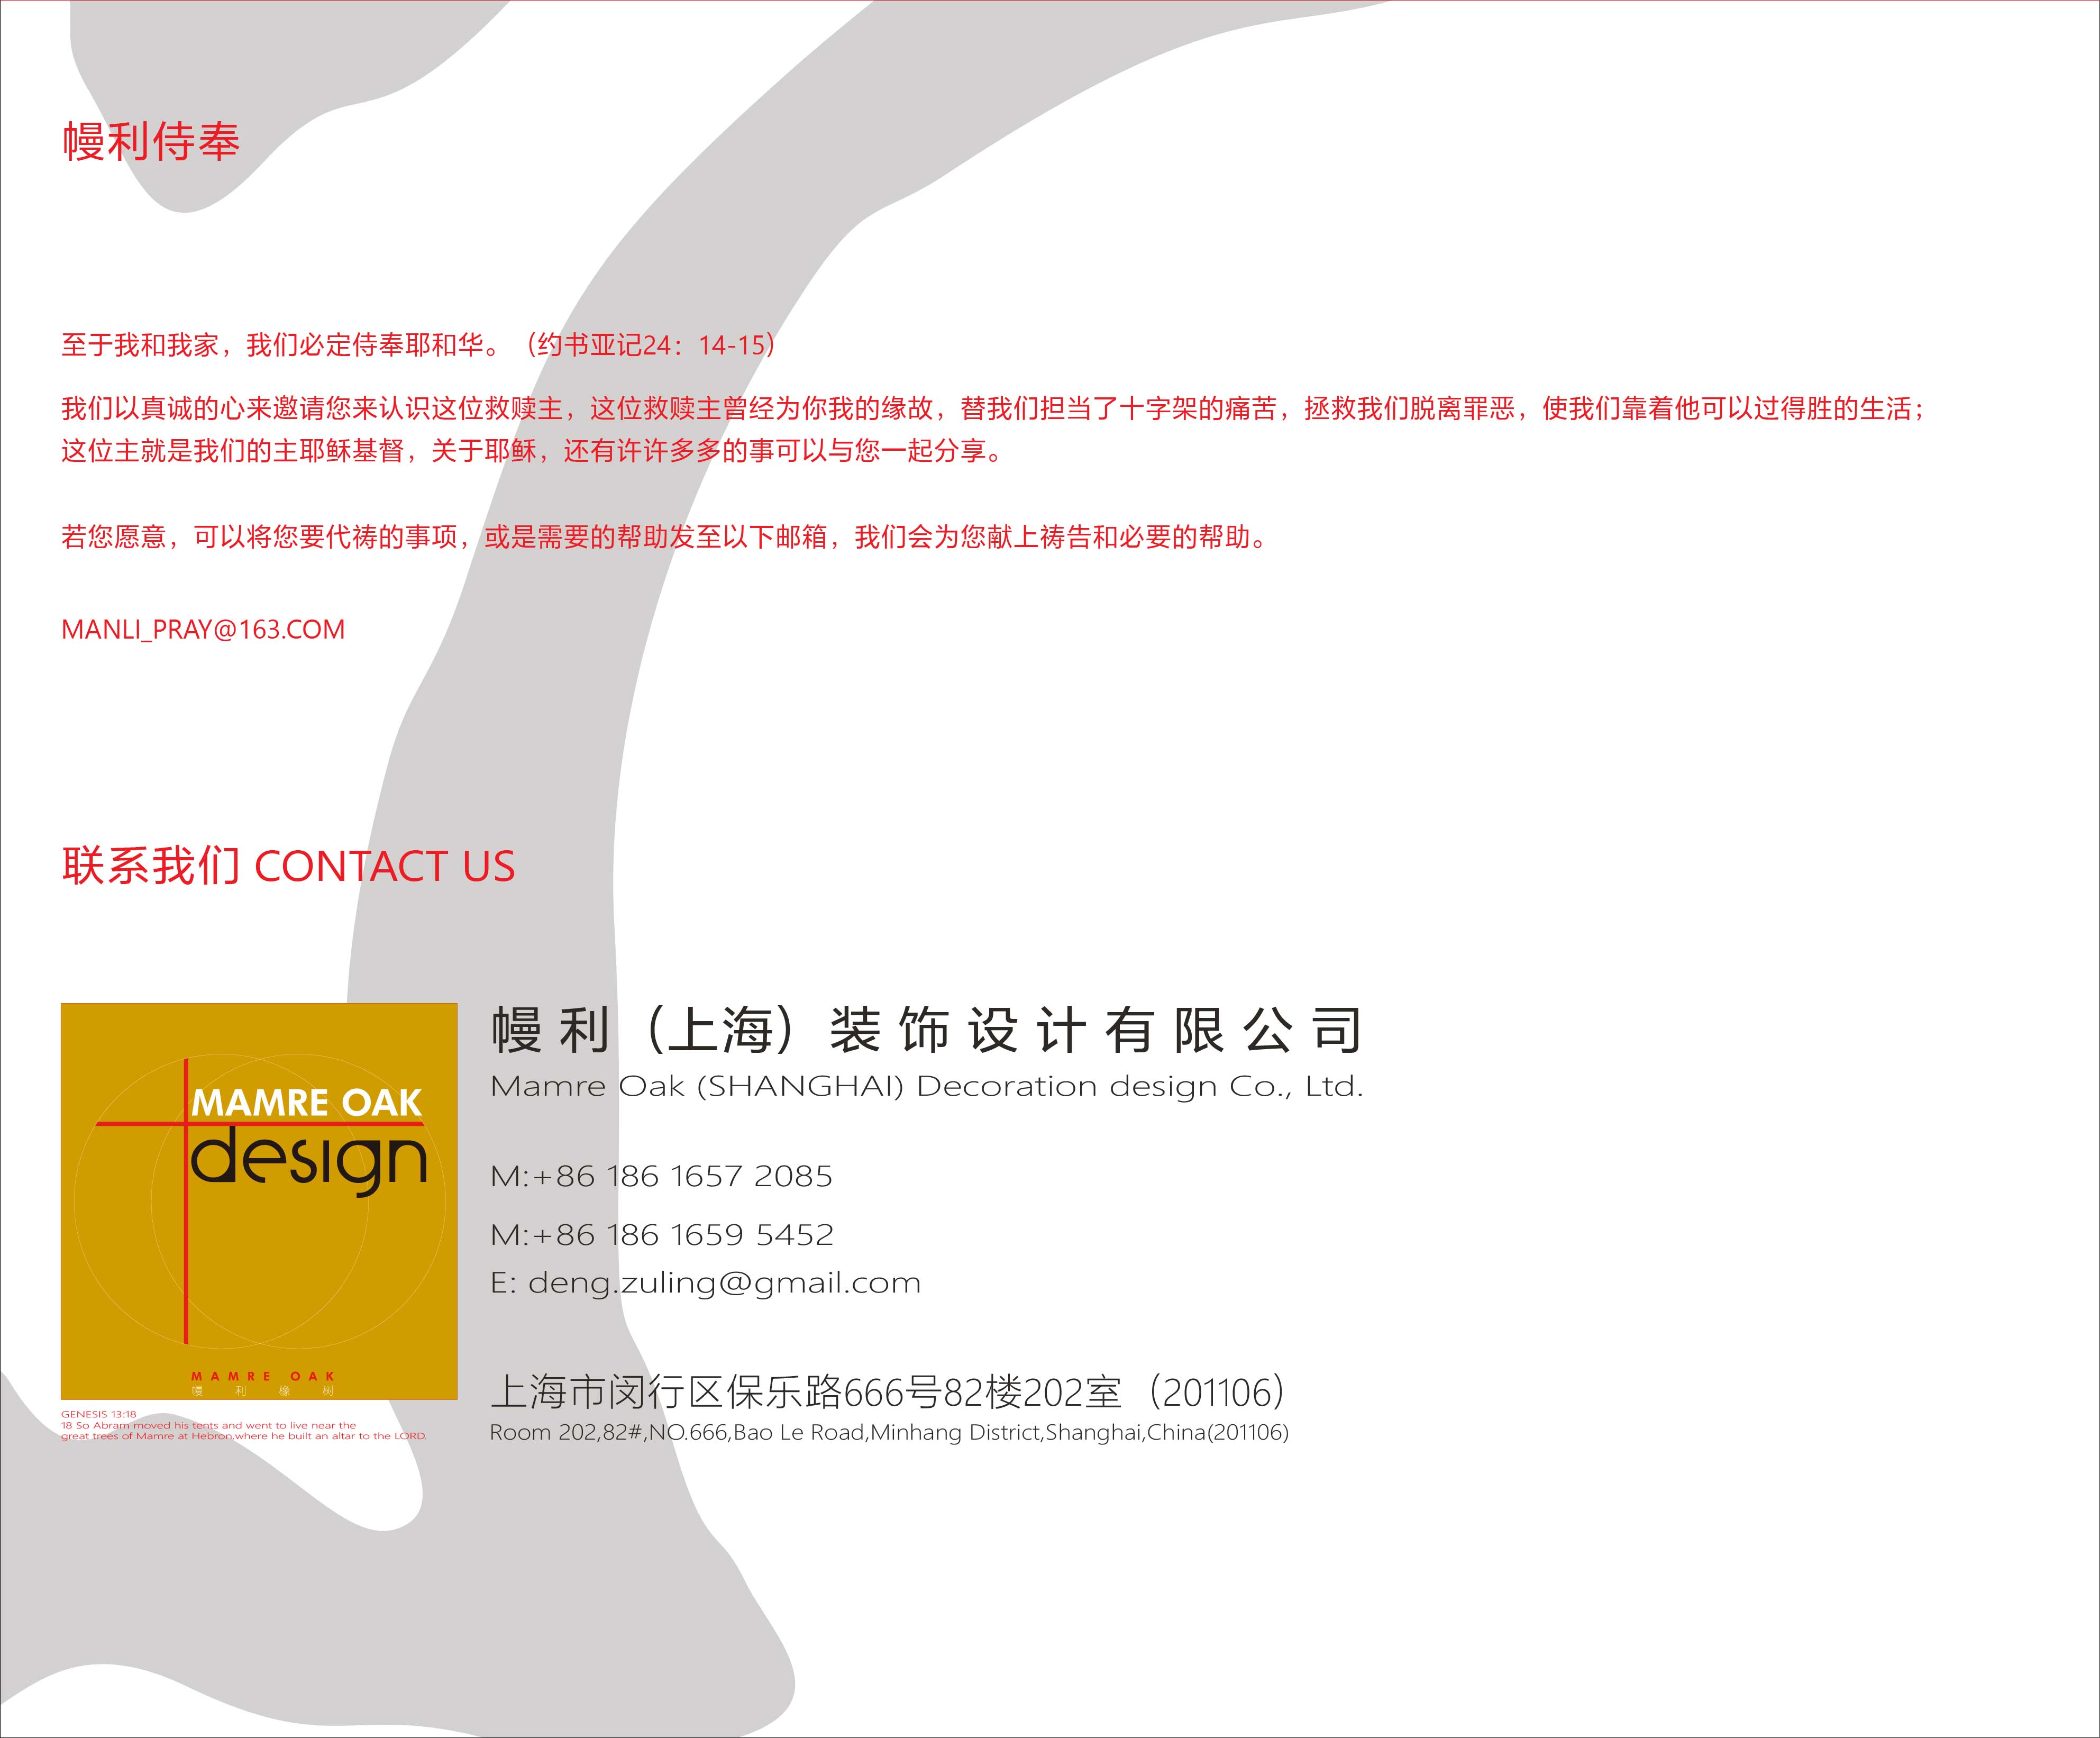 幔利侍奉
至于我和我家，我们必定侍奉耶和华。（约书亚记24：14-15）
我们以真诚的心来邀请您来认识这位救赎主，这位救赎主曾经为你我的缘故，替我们担当了十字架的痛苦，拯救我们脱离罪恶，使我们靠着他可以过得胜的生活；
这位主就是我们的主耶稣基督，关于耶稣，还有许许多多的事可以与您一起分享。
若您愿意，可以将您要代祷的事项，或是需要的帮助发至以下邮箱，我们会为您献上祷告和必要的帮助。
MANLI_PRAY@163.COM
联系我们 CONTACT US
MAMRE OAK
design
MAMRE OAK
幔利橡树
GENESIS 13:18
18 So Abram moved his tents and went to live near the
great trees of Mamre at Hebron,where he built an altar to the LORD.
幔利（上海）装饰设计有限公司
Mamre Oak (SHANGHAI) Decoration design Co., Ltd.
M:+86 186 1657 2085
M:+86 186 1659 5452
E: deng.zuling@gmail.com
上海市闵行区保乐路666号82楼202室（201106）
Room 202,82#,NO.666,Bao Le Road,Minhang District,Shanghai,China(201106)